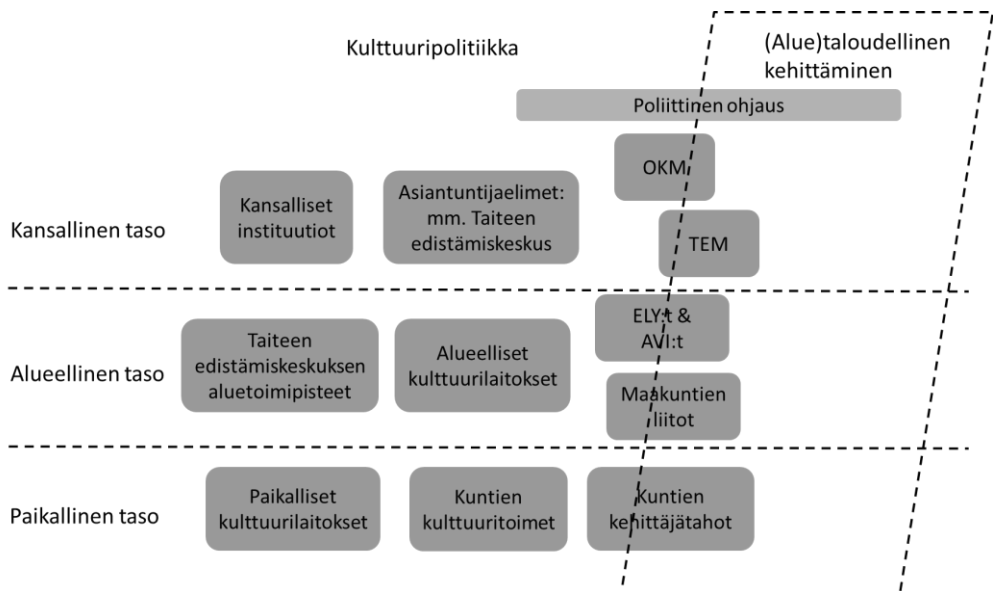 Kulttuuripolitiikka
(Alue)taloudellinen
kehittäminen
Poliittinen ohjaus
OKM
TEM
Kansallinen taso
Kansalliset
instituutiot
Asiantuntijaelimet:
mm. Taiteen
edistämiskeskus
ELY:t &
AVI:t
Alueellinen taso
Taiteen
edistämiskeskuksen
aluetoimipisteet
Alueelliset
kulttuurilaitokset
Maakuntien
liitot
Paikallinen taso
Paikalliset
kulttuurilaitokset
Kuntien
kulttuuritoimet
Kuntien
kehittäjätahot